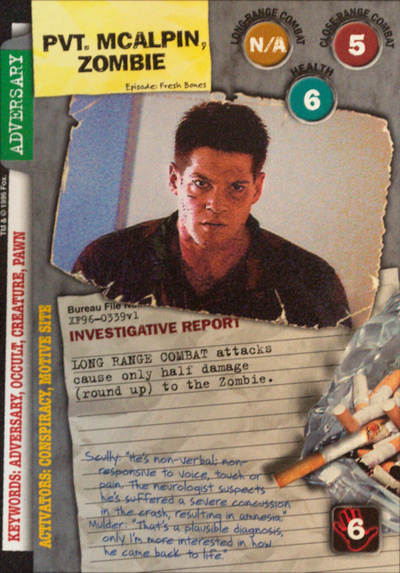 PVT. MCALPIN,
ZOMBIE
Episode: Fresh Bones
LONG-RANGE COMBAT
N/A
CLOSE-RANGE COMBAT
5
HEALTH
6
ADVERSARY
TM & © 1996 Fox.
KEYWORDS: ADVERSARY, OCCULT, CREATURE, PAWN
ACTIVATORS: CONSPIRACY, MOTIVE SITE
Bureau File
XF96-0339v1
INVESTIGATIVE REPORT
LONG RANGE COMBAT attacks
cause only half damage
(round up) to the Zombie.
Scully: "He's non-verbal; non-
responsive to voice, touch or
pain. The neurologist suspects
he's suffered a severe concussion
in the crash, resulting in amnesia."
Mulder: "That's a plausible diagnosis,
only I'm more interested in how
he came back to life."
6